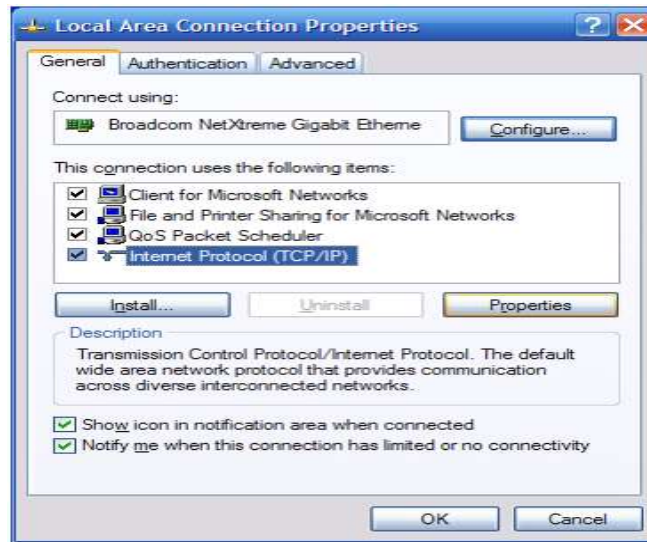 Local Area Connection Properties
General Authentication Advanced
Connect using:
Broadcom NetXtreme Gigabit Etherne
Configure...
This connection uses the following items:
Client for Microsoft Networks
File and Printer Sharing for Microsoft Networks
QoS Packet Scheduler
Internet Protocol (TCP/IP)
Install... Uninstall Properties
Description
Transmission Control Protocol/Internet Protocol. The default
wide area network protocol that provides communication
across diverse interconnected networks.
Show icon in notification area when connected
Notify me when this connection has limited or no connectivity
OK Cancel